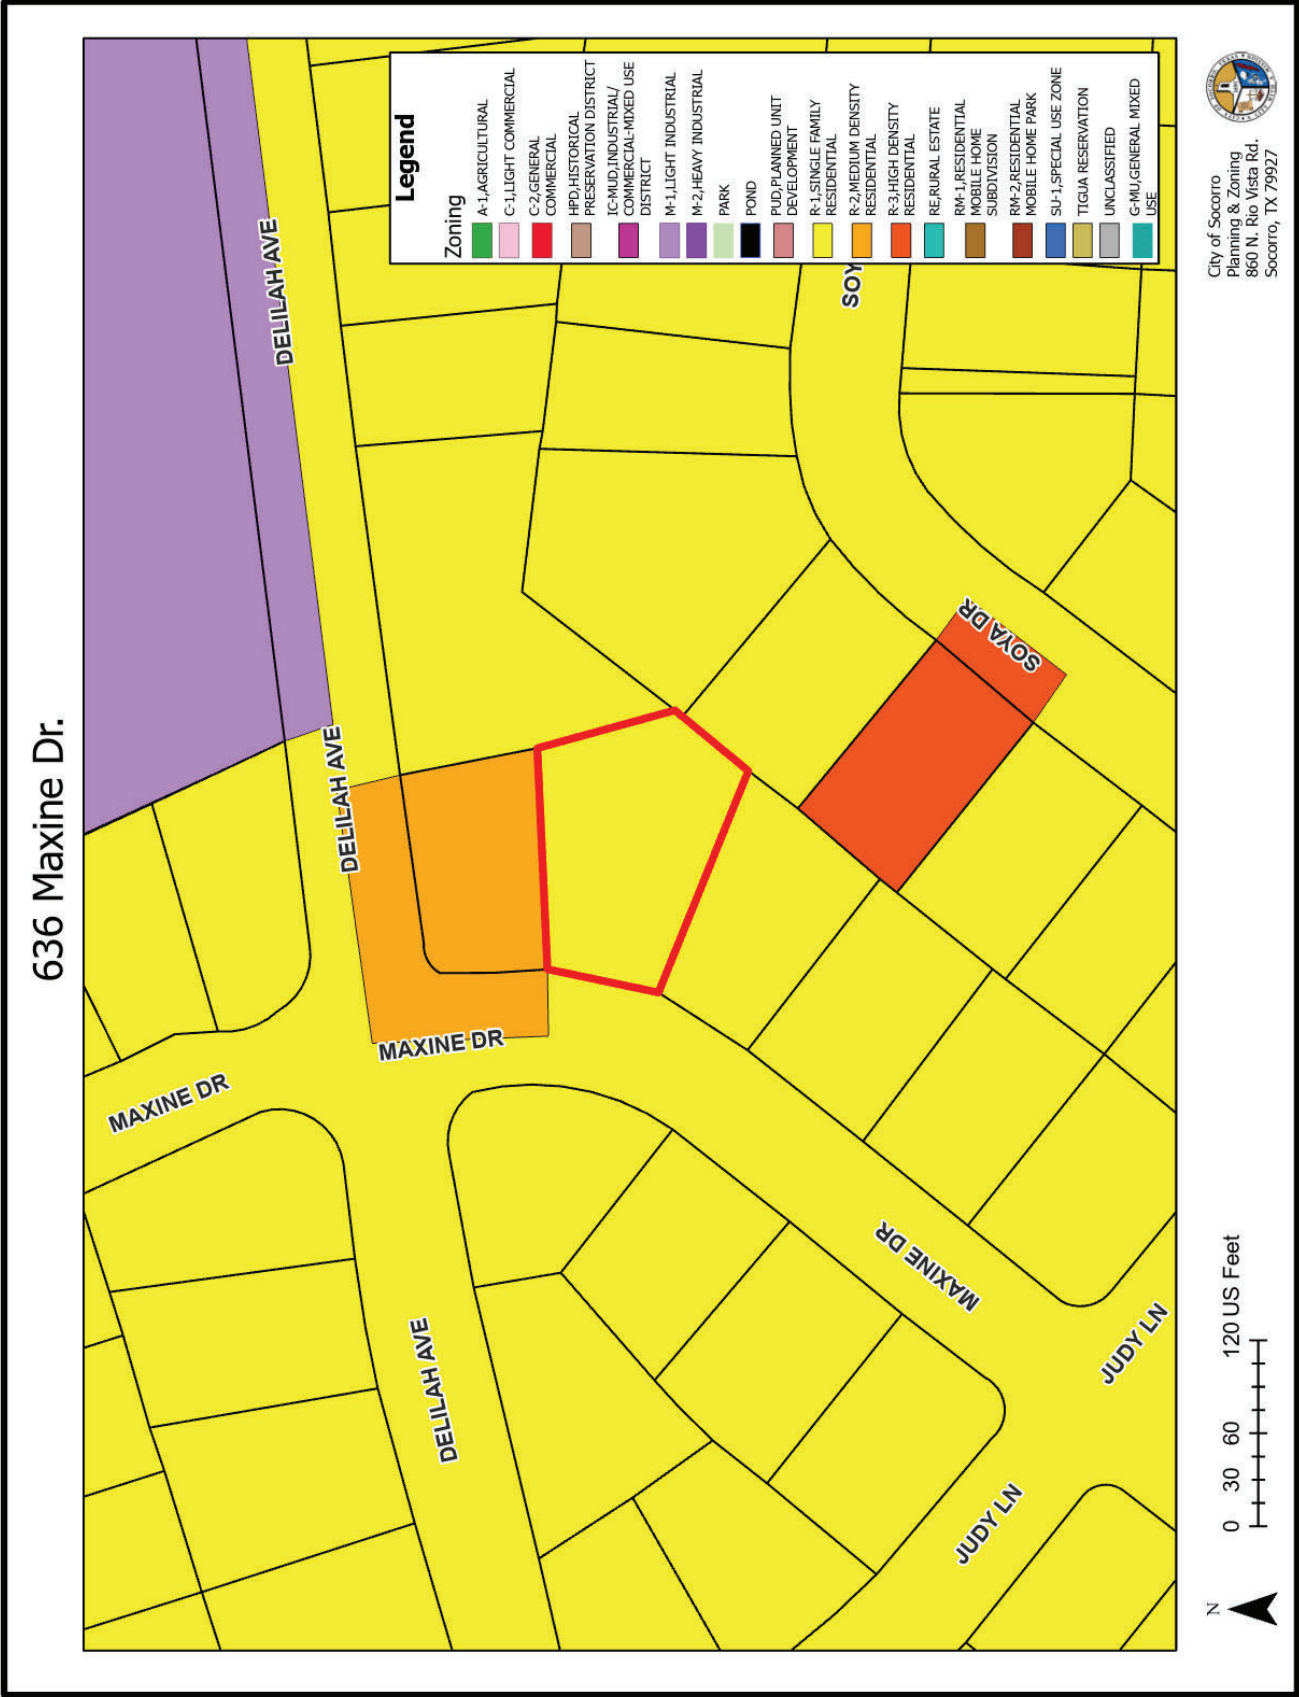 636 Maxine Dr.
DELILAH AVE
DELILAH AVE
DELILAH AVE
MAXINE DR
MAXINE DR
MAXINE DR
JUDY LN
JUDY LN
SOYA DR
SOY
Legend
Zoning
A-1,AGRICULTURAL
C-1,LIGHT COMMERCIAL
C-2,GENERAL
COMMERCIAL
HPD,HISTORICAL
PRESERVATION DISTRICT
IC-MUD,INDUSTRIAL/
COMMERCIAL-MIXED USE
DISTRICT
M-1,LIGHT INDUSTRIAL
M-2,HEAVY INDUSTRIAL
PARK
POND
PUD,PLANNED UNIT
DEVELOPMENT
R-1,SINGLE FAMILY
RESIDENTIAL
R-2,MEDIUM DENSITY
RESIDENTIAL
R-3,HIGH DENSITY
RESIDENTIAL
RE,RURAL ESTATE
RM-1,RESIDENTIAL
MOBILE HOME
SUBDIVISION
RM-2,RESIDENTIAL
MOBILE HOME PARK
SU-1,SPECIAL USE ZONE
TIGUA RESERVATION
UNCLASSIFIED
G-MU,GENERAL MIXED
USE
N
0 30 60 120 US Feet
City of Socorro
Planning & Zoning
860 N. Rio Vista Rd.
Socorro, TX 79927